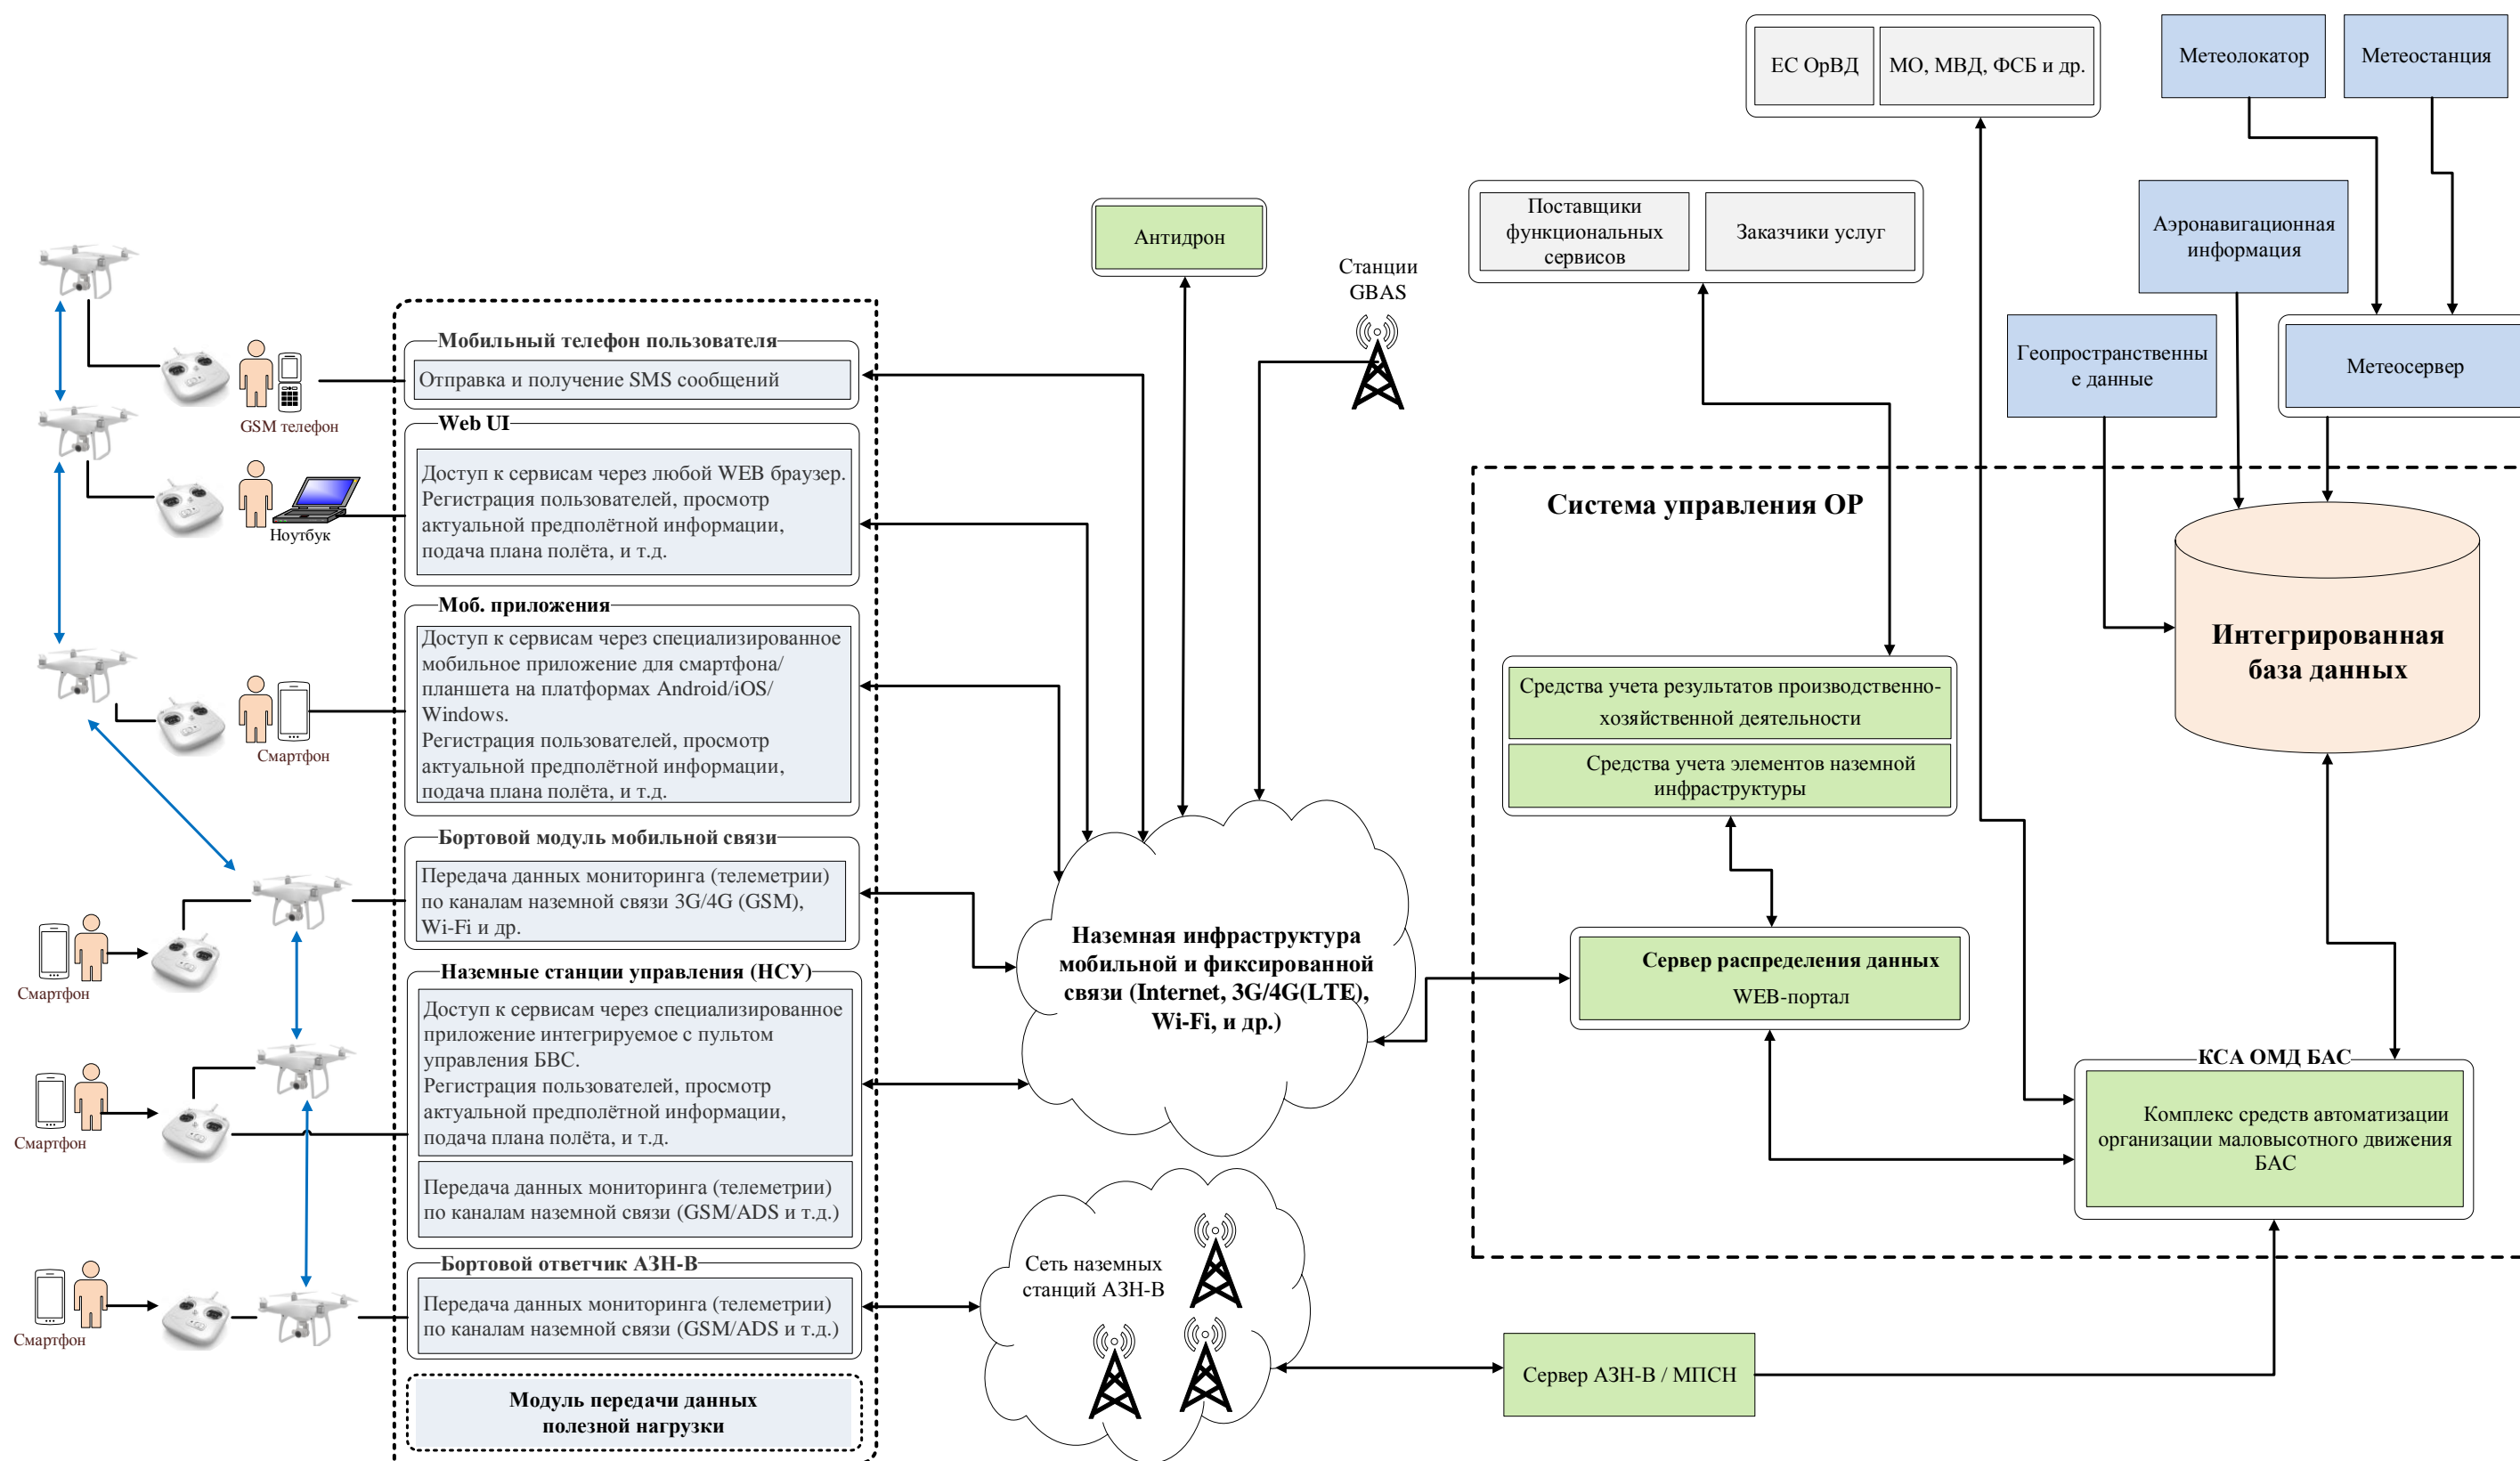 ЕС ОрВД
МО, МВД, ФСБ и др.
Метеолокатор
Метеостанция
Поставщики
функциональных
сервисов
Заказчики услуг
Аэронавигационная
информация
Антидрон
Станции
GBAS
Геопространственны
е данные
Метеосервер
Мобильный телефон пользователя
Отправка и получение SMS сообщений
GSM телефон
Web UI
Доступ к сервисам через любой WEB браузер.
Регистрация пользователей, просмотр
актуальной предполётной информации,
подача плана полёта, и т.д.
Ноутбук
Моб. приложения
Доступ к сервисам через специализированное
мобильное приложение для смартфона/
планшета на платформах Android/iOS/
Windows.
Регистрация пользователей, просмотр
актуальной предполётной информации,
подача плана полёта, и т.д.
Смартфон
Бортовой модуль мобильной связи
Передача данных мониторинга (телеметрии)
по каналам наземной связи 3G/4G (GSM),
Wi-Fi и др.
Смартфон
Наземные станции управления (НСУ)
Доступ к сервисам через специализированное
приложение интегрируемое с пультом
управления БВС.
Регистрация пользователей, просмотр
актуальной предполётной информации,
подача плана полёта, и т.д.
Передача данных мониторинга (телеметрии)
по каналам наземной связи (GSM/ADS и т.д.)
Смартфон
Бортовой ответчик АЗН-В
Передача данных мониторинга (телеметрии)
по каналам наземной связи (GSM/ADS и т.д.)
Смартфон
Модуль передачи данных
полезной нагрузки
Наземная инфраструктура
мобильной и фиксированной
связи (Internet, 3G/4G(LTE),
Wi-Fi, и др.)
Сеть наземных
станций АЗН-В
Система управления ОР
Средства учета результатов производственно-
хозяйственной деятельности
Средства учета элементов наземной
инфраструктуры
Сервер распределения данных
WEB-портал
Интегрированная
база данных
КСА ОМД БАС
Комплекс средств автоматизации
организации маловысотного движения
БАС
Сервер АЗН-В / МПСН